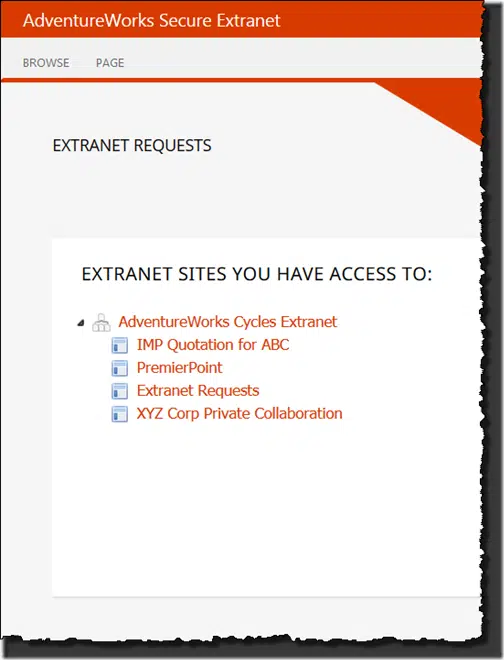 AdventureWorks Secure Extranet
BROWSE PAGE
EXTRANET REQUESTS
EXTRANET SITES YOU HAVE ACCESS TO:
AdventureWorks Cycles Extranet
IMP Quotation for ABC
PremierPoint
Extranet Requests
XYZ Corp Private Collaboration